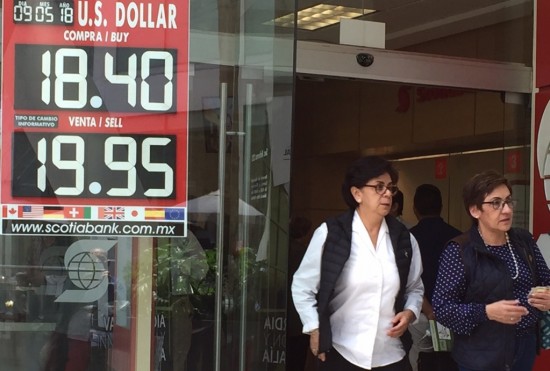 DIA MES AÑO
09 05 18 U.S. DOLLAR
COMPRA / BUY
18.40
TIPO DE CAMBIO
INFORMATIVO
VENTA / SELL
19.95
www.scotiabank.com.mx